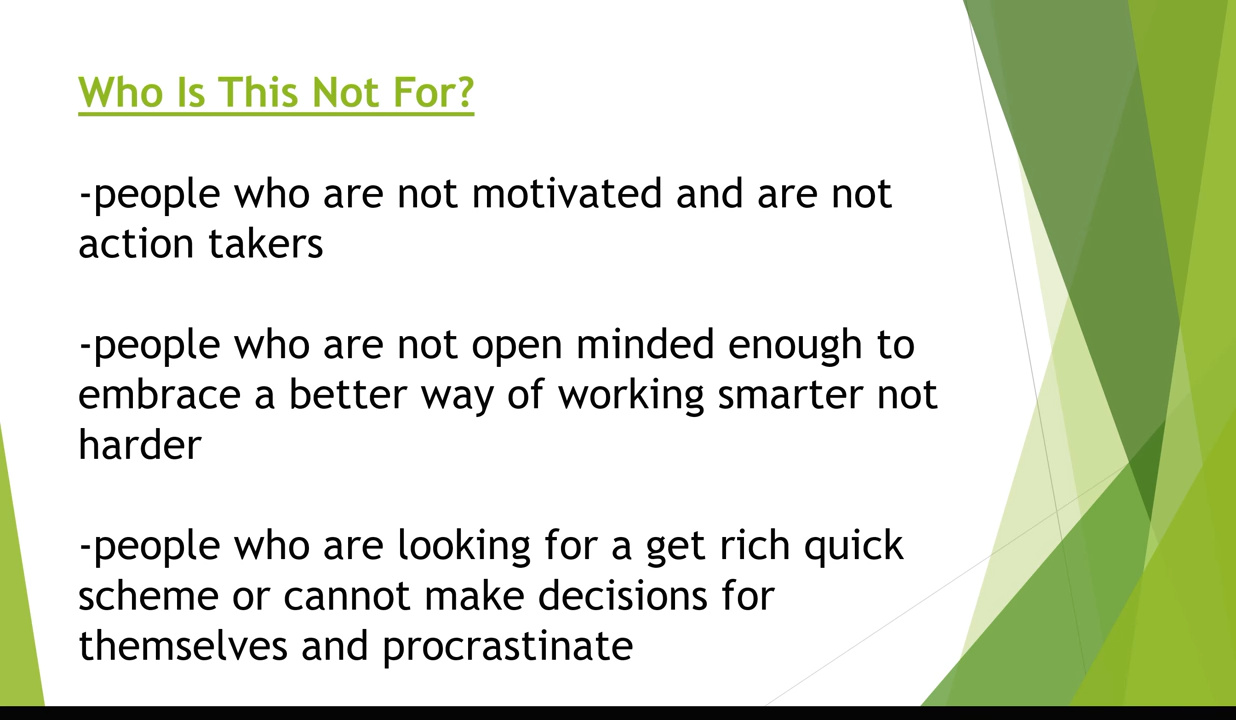 Who Is This Not For?
-people who are not motivated and are not
action takers
-people who are not open minded enough to
embrace a better way of working smarter not
harder
-people who are looking for a get rich quick
scheme or cannot make decisions for
themselves and procrastinate